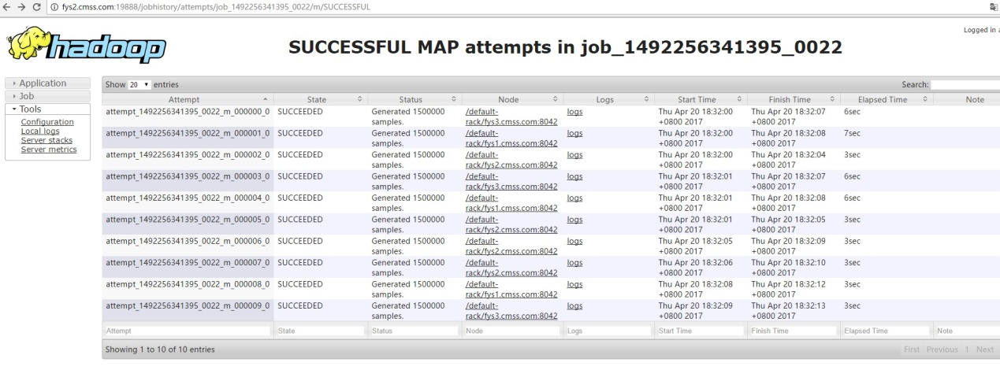 fys2.cmss.com:19888/jobhistory/attempts/job_1492256341395_0022/m/SUCCESSFUL
Logged in
hadoop
SUCCESSFUL MAP attempts in job_1492256341395_0022
Application
Job
Tools
Configuration
Local logs
Server stacks
Server metrics
Show 20 entries Search:
Attempt State Status Node Logs Start Time Finish Time Elapsed Time Note
attempt_1492256341395_0022_m_000000_0 SUCCEEDED Generated 1500000 /default- logs Thu Apr 20 18:32:00 Thu Apr 20 18:32:07 6sec
samples. rack/fys3.cmss.com:8042 +0800 2017 +0800 2017
attempt_1492256341395_0022_m_000001_0 SUCCEEDED Generated 1500000 /default- logs Thu Apr 20 18:32:00 Thu Apr 20 18:32:08 7sec
samples. rack/fys1.cmss.com:8042 +0800 2017 +0800 2017
attempt_1492256341395_0022_m_000002_0 SUCCEEDED Generated 1500000 /default- logs Thu Apr 20 18:32:00 Thu Apr 20 18:32:04 3sec
samples. rack/fys2.cmss.com:8042 +0800 2017 +0800 2017
attempt_1492256341395_0022_m_000003_0 SUCCEEDED Generated 1500000 /default- logs Thu Apr 20 18:32:01 Thu Apr 20 18:32:07 6sec
samples. rack/fys3.cmss.com:8042 +0800 2017 +0800 2017
attempt_1492256341395_0022_m_000004_0 SUCCEEDED Generated 1500000 /default- logs Thu Apr 20 18:32:01 Thu Apr 20 18:32:08 6sec
samples. rack/fys1.cmss.com:8042 +0800 2017 +0800 2017
attempt_1492256341395_0022_m_000005_0 SUCCEEDED Generated 1500000 /default- logs Thu Apr 20 18:32:01 Thu Apr 20 18:32:05 3sec
samples. rack/fys2.cmss.com:8042 +0800 2017 +0800 2017
attempt_1492256341395_0022_m_000006_0 SUCCEEDED Generated 1500000 /default- logs Thu Apr 20 18:32:05 Thu Apr 20 18:32:09 3sec
samples. rack/fys2.cmss.com:8042 +0800 2017 +0800 2017
attempt_1492256341395_0022_m_000007_0 SUCCEEDED Generated 1500000 /default- logs Thu Apr 20 18:32:06 Thu Apr 20 18:32:10 3sec
samples. rack/fys2.cmss.com:8042 +0800 2017 +0800 2017
attempt_1492256341395_0022_m_000008_0 SUCCEEDED Generated 1500000 /default- logs Thu Apr 20 18:32:08 Thu Apr 20 18:32:12 3sec
samples. rack/fys1.cmss.com:8042 +0800 2017 +0800 2017
attempt_1492256341395_0022_m_000009_0 SUCCEEDED Generated 1500000 /default- logs Thu Apr 20 18:32:09 Thu Apr 20 18:32:13 3sec
samples. rack/fys3.cmss.com:8042 +0800 2017 +0800 2017
Attempt State Status Node Logs Start Time Finish Time Elapsed Time Note
Showing 1 to 10 of 10 entries First Previous 1 Next